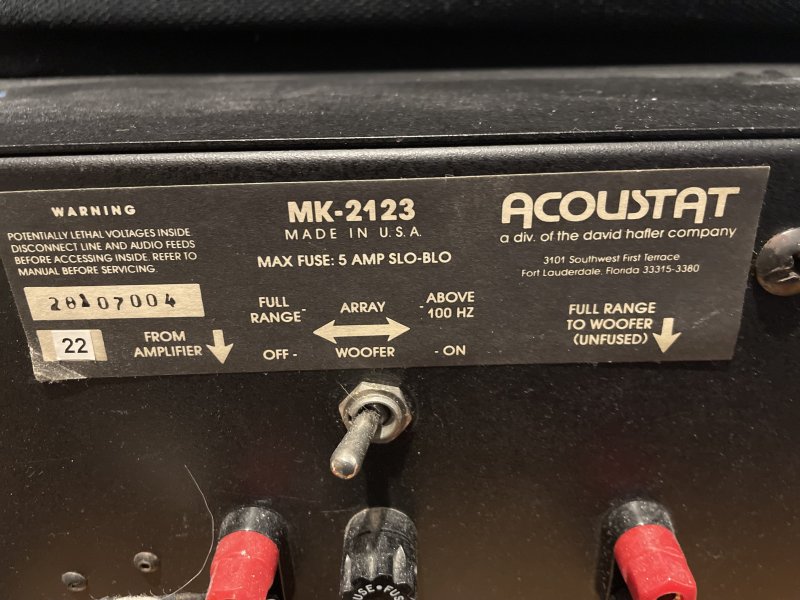 WARNING
POTENTIALLY LETHAL VOLTAGES INSIDE.
DISCONNECT LINE AND AUDIO FEEDS
BEFORE ACCESSING INSIDE. REFER TO
MANUAL BEFORE SERVICING.
28107004
22
FROM
AMPLIFIER
MK-2123
MADE IN U.S.A.
MAX FUSE: 5 AMP SLO-BLO
FULL
RANGE-
ARRAY
- ABOVE
100 HZ
OFF -
WOOFER
- ON
ACOUSTAT
a div. of the david hafler company
3101 Southwest First Terrace
Fort Lauderdale, Florida 33315-3380
FULL RANGE
TO WOOFER
(UNFUSED)
FUSE • FUSE